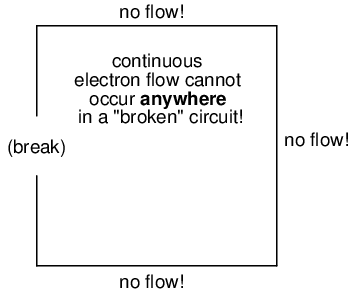 no flow!
continuous
electron flow cannot
occur anywhere
in a "broken" circuit!
(break)
no flow!
no flow!